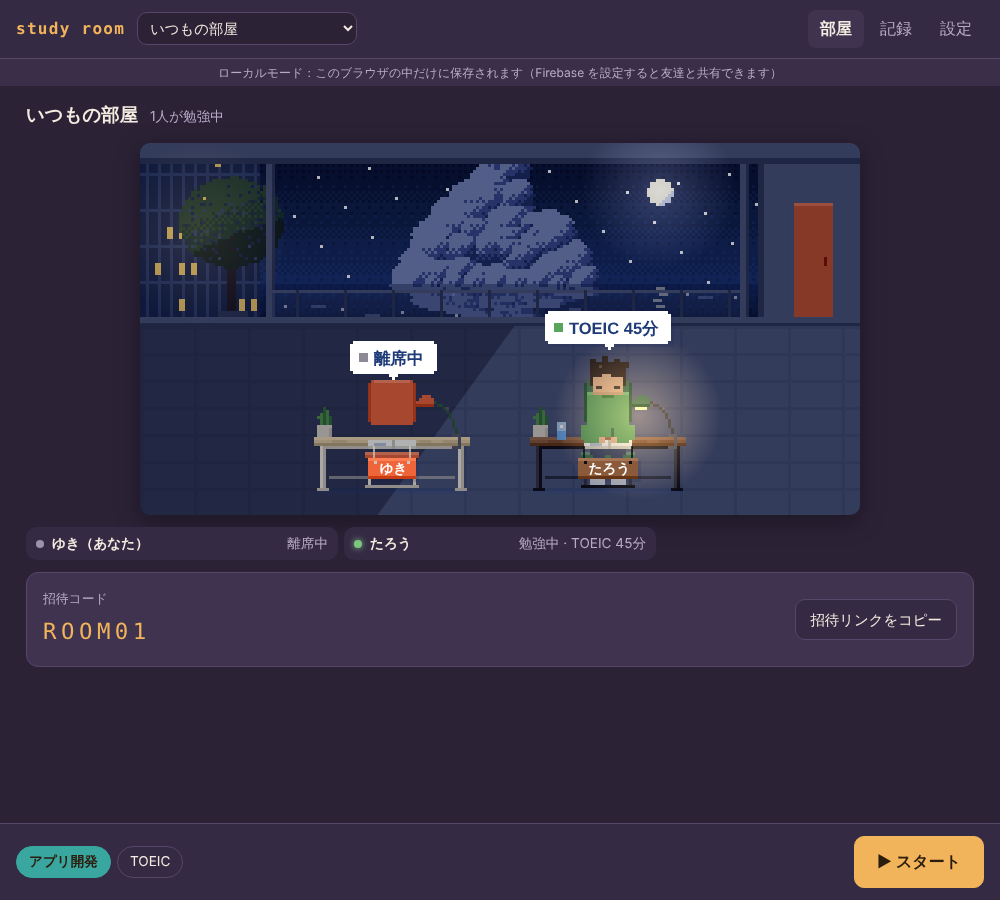 study room
いつもの部屋
部屋
記録
設定
ローカルモード：このブラウザの中だけに保存されます（Firebase を設定すると友達と共有できます）
いつもの部屋
1人が勉強中
TOEIC 45分
離席中
ゆき
たろう
ゆき（あなた）
離席中
たろう
勉強中 · TOEIC 45分
招待コード
ROOM01
招待リンクをコピー
アプリ開発
TOEIC
▶ スタート